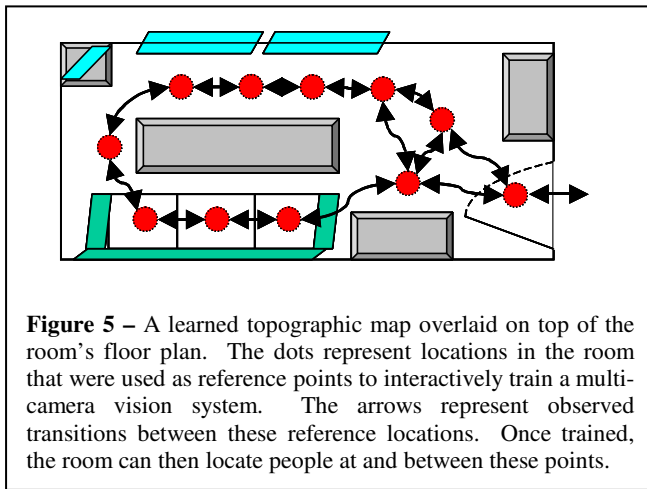 Figure 5 – A learned topographic map overlaid on top of the
room's floor plan. The dots represent locations in the room
that were used as reference points to interactively train a multi-
camera vision system. The arrows represent observed
transitions between these reference locations. Once trained,
the room can then locate people at and between these points.